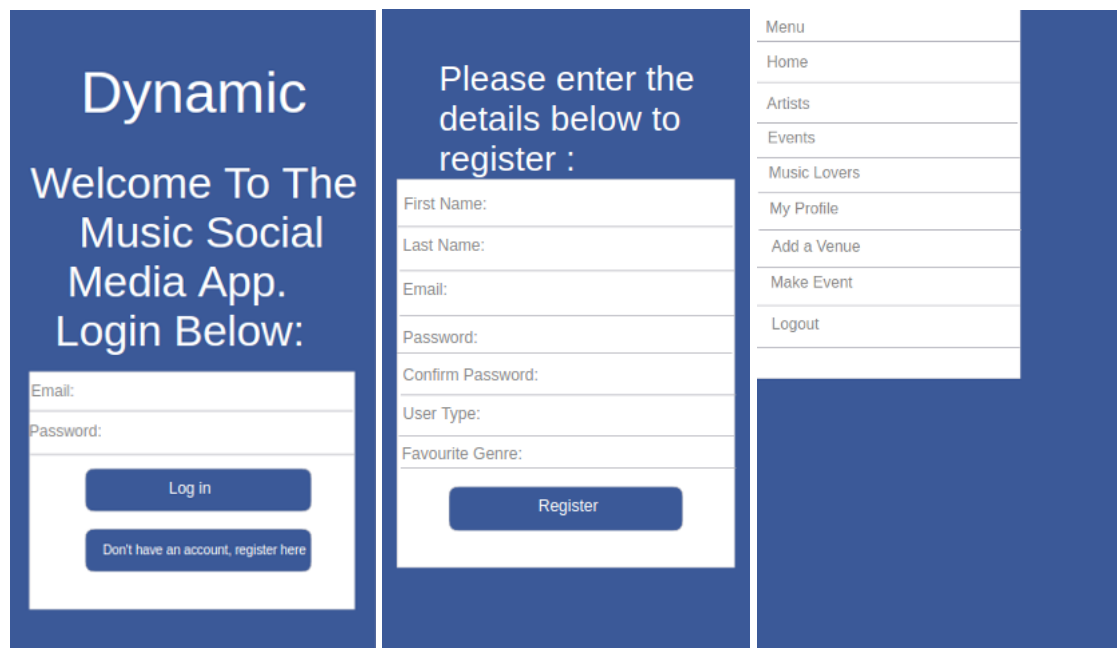 Dynamic
Welcome To The
Music Social
Media App.
Login Below:
Email:
Password:
Log in
Don't have an account, register here
Please enter the
details below to
register :
First Name:
Last Name:
Email:
Password:
Confirm Password:
User Type:
Favourite Genre:
Register
Menu
Home
Artists
Events
Music Lovers
My Profile
Add a Venue
Make Event
Logout